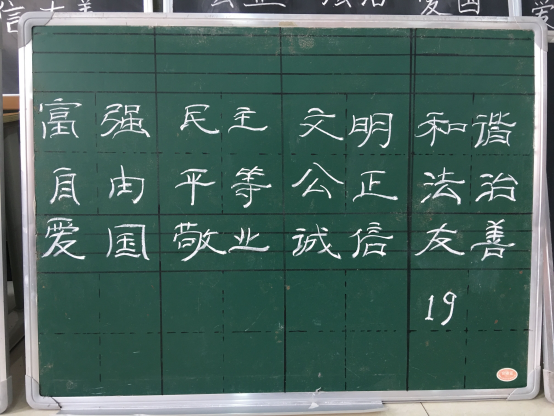 富强 民主 文明 和谐
自由 平等 公正 法治
爱国 敬业 诚信 友善
19